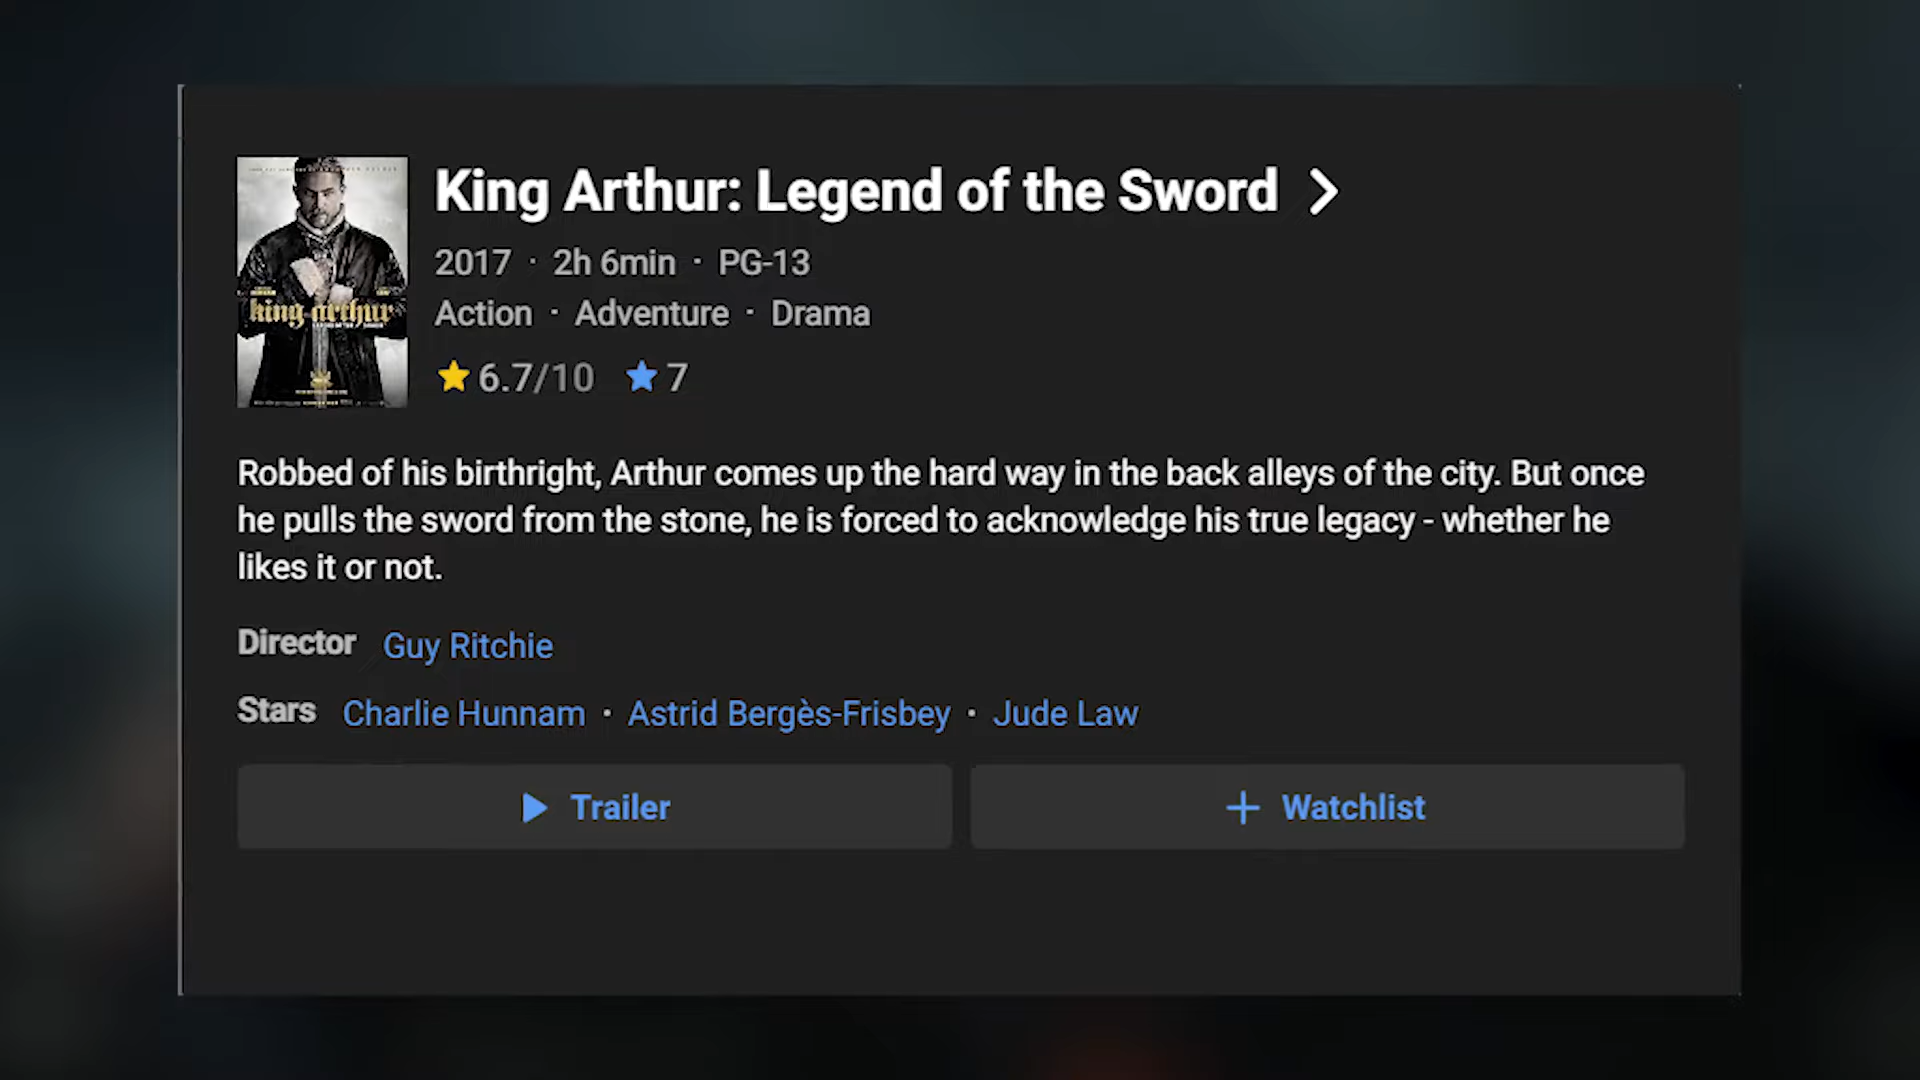 King Arthur: Legend of the Sword
2017 · 2h 6min · PG-13
Action · Adventure · Drama
6.7/10 7
king arthur
Robbed of his birthright, Arthur comes up the hard way in the back alleys of the city. But once
he pulls the sword from the stone, he is forced to acknowledge his true legacy - whether he
likes it or not.
Director Guy Ritchie
Stars Charlie Hunnam · Astrid Bergès-Frisbey · Jude Law
Trailer
Watchlist